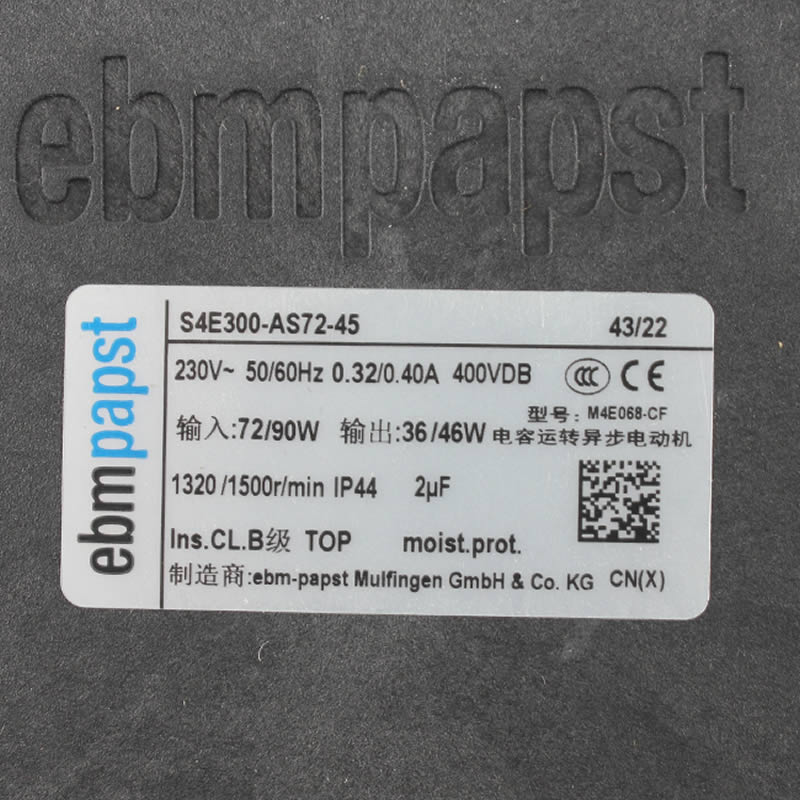 ebmpapst
ebmpapst
S4E300-AS72-45 43/22
230V~ 50/60Hz 0.32/0.40A 400VDB CCC CE
型号: M4E068-CF
输入:72/90W 输出:36/46W 电容运转异步电动机
1320/1500r/min IP44 2µF
Ins.CL.B级 TOP moist.prot.
制造商:ebm-papst Mulfingen GmbH & Co. KG CN(X)